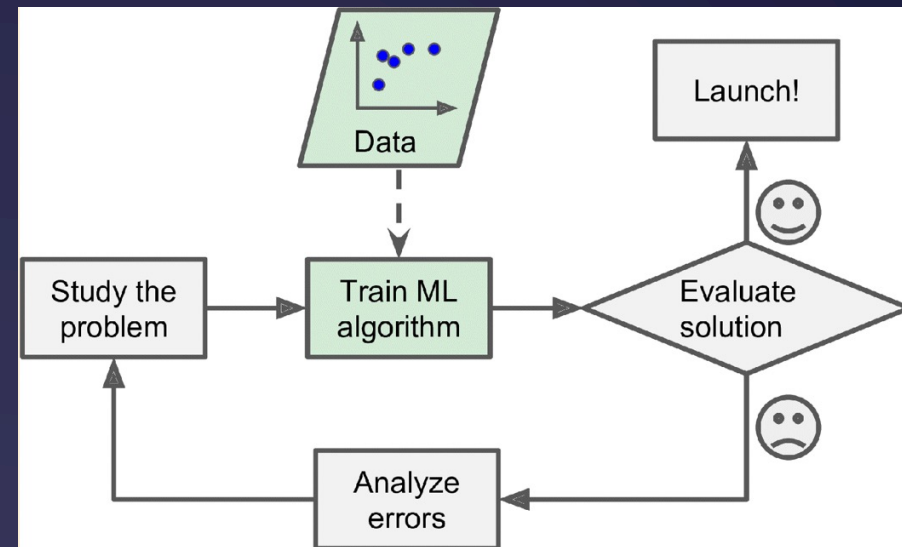 Data
Launch!
Study the
problem
Train ML
algorithm
Evaluate
solution
Analyze
errors